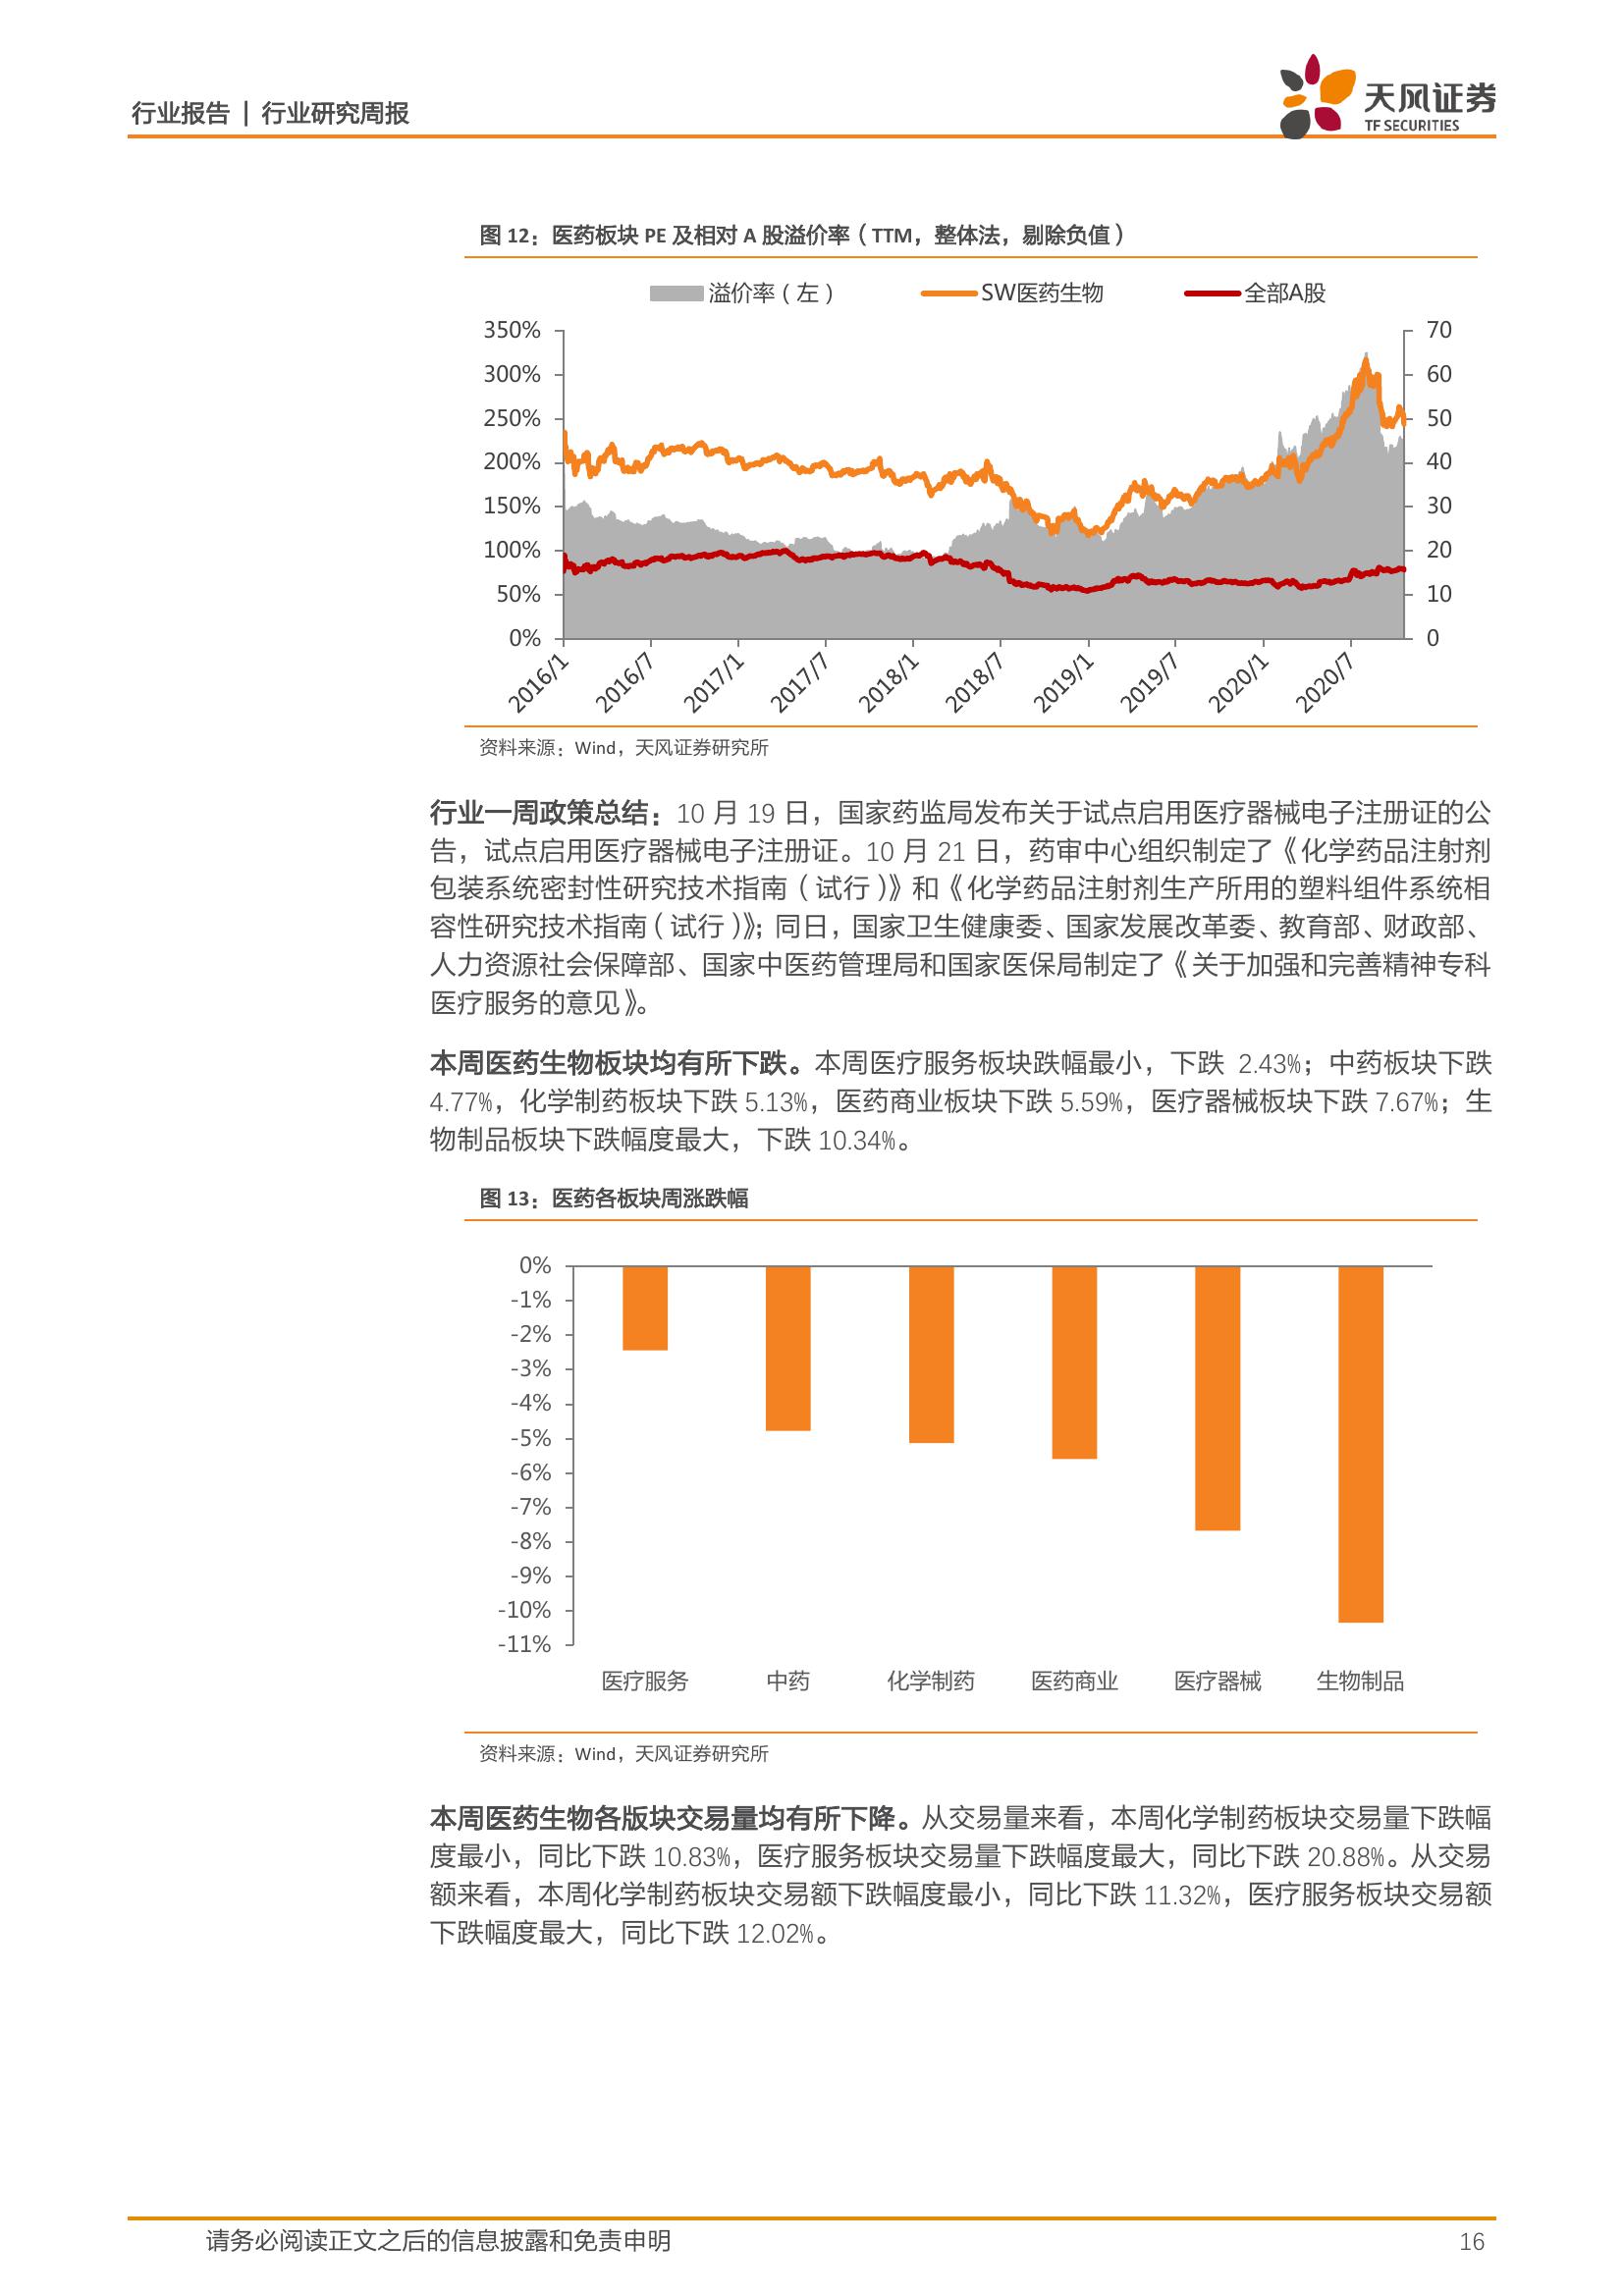 行业报告 | 行业研究周报
天风证券
TF SECURITIES
图 12：医药板块 PE 及相对 A 股溢价率（TTM，整体法，剔除负值）
溢价率（左） SW医药生物 全部A股
350% 70
300% 60
250% 50
200% 40
150% 30
100% 20
50% 10
0% 0
2016/1 2016/7 2017/1 2017/7 2018/1 2018/7 2019/1 2019/7 2020/1 2020/7
资料来源：Wind，天风证券研究所
行业一周政策总结：10 月 19 日，国家药监局发布关于试点启用医疗器械电子注册证的公
告，试点启用医疗器械电子注册证。10 月 21 日，药审中心组织制定了《化学药品注射剂
包装系统密封性研究技术指南（试行）》和《化学药品注射剂生产所用的塑料组件系统相
容性研究技术指南（试行）》；同日，国家卫生健康委、国家发展改革委、教育部、财政部、
人力资源社会保障部、国家中医药管理局和国家医保局制定了《关于加强和完善精神专科
医疗服务的意见》。
本周医药生物板块均有所下跌。本周医疗服务板块跌幅最小，下跌 2.43%；中药板块下跌
4.77%，化学制药板块下跌 5.13%，医药商业板块下跌 5.59%，医疗器械板块下跌 7.67%；生
物制品板块下跌幅度最大，下跌 10.34%。
图 13：医药各板块周涨跌幅
0%
-1%
-2%
-3%
-4%
-5%
-6%
-7%
-8%
-9%
-10%
-11%
医疗服务 中药 化学制药 医药商业 医疗器械 生物制品
资料来源：Wind，天风证券研究所
本周医药生物各版块交易量均有所下降。从交易量来看，本周化学制药板块交易量下跌幅
度最小，同比下跌 10.83%，医疗服务板块交易量下跌幅度最大，同比下跌 20.88%。从交易
额来看，本周化学制药板块交易额下跌幅度最小，同比下跌 11.32%，医疗服务板块交易额
下跌幅度最大，同比下跌 12.02%。
请务必阅读正文之后的信息披露和免责申明 16